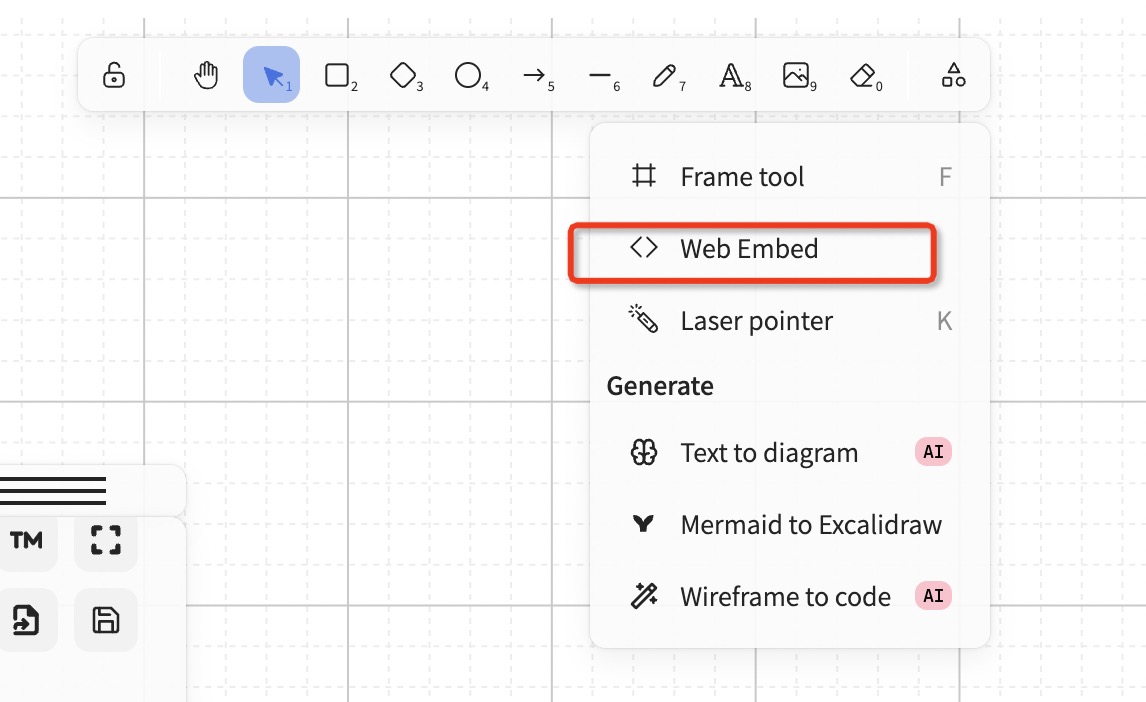 1
2
3
4
5
6
7
8
9
0
Frame tool F
Web Embed
Laser pointer K
Generate
Text to diagram AI
Mermaid to Excalidraw
Wireframe to code AI
TM